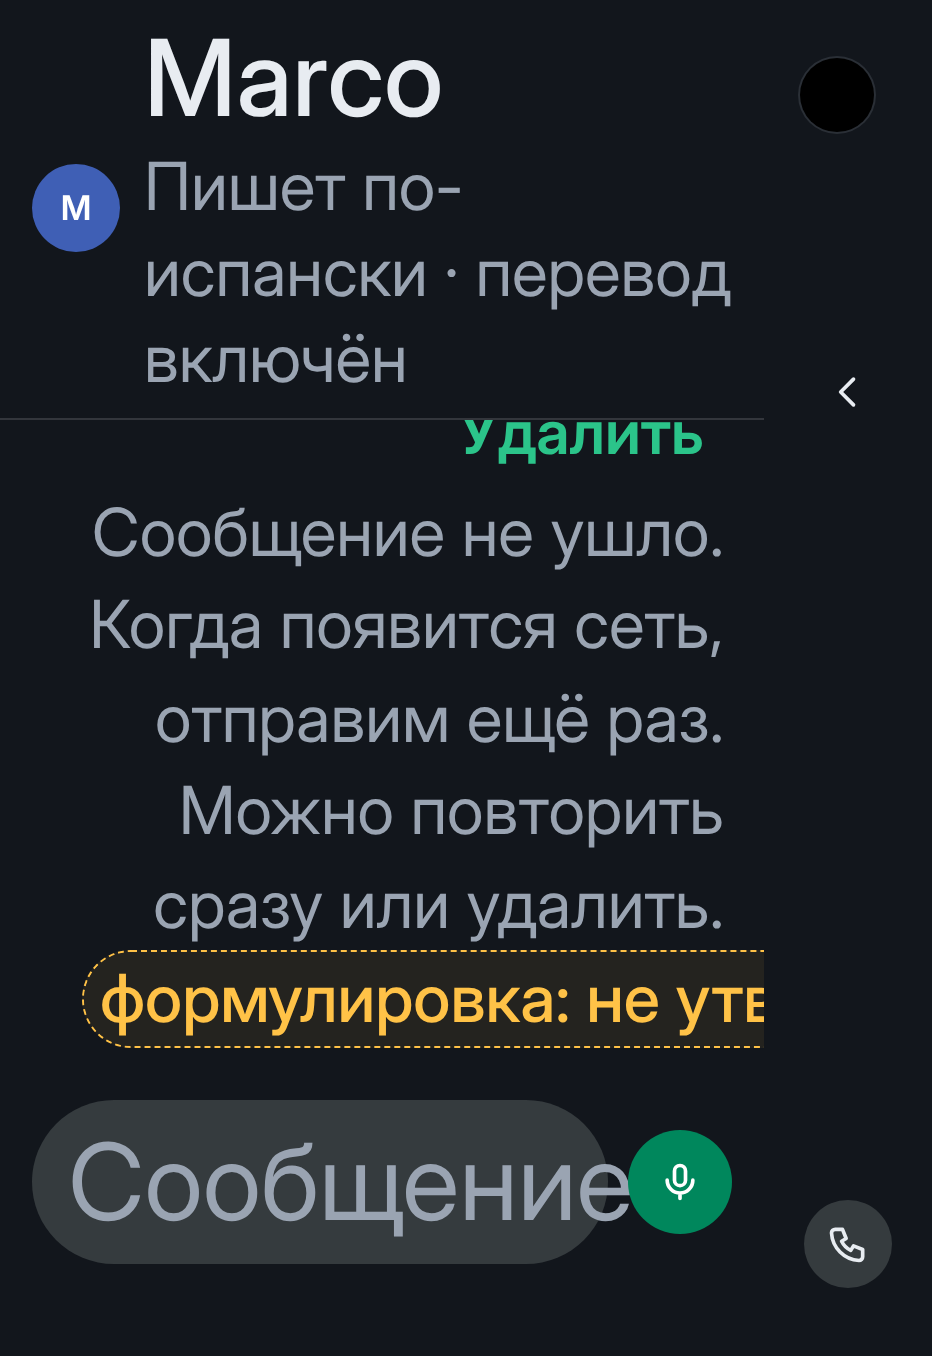 Marco
M
Пишет по-
испански · перевод
включён
Удалить
Сообщение не ушло.
Когда появится сеть,
отправим ещё раз.
Можно повторить
сразу или удалить.
формулировка: не
Сообщение